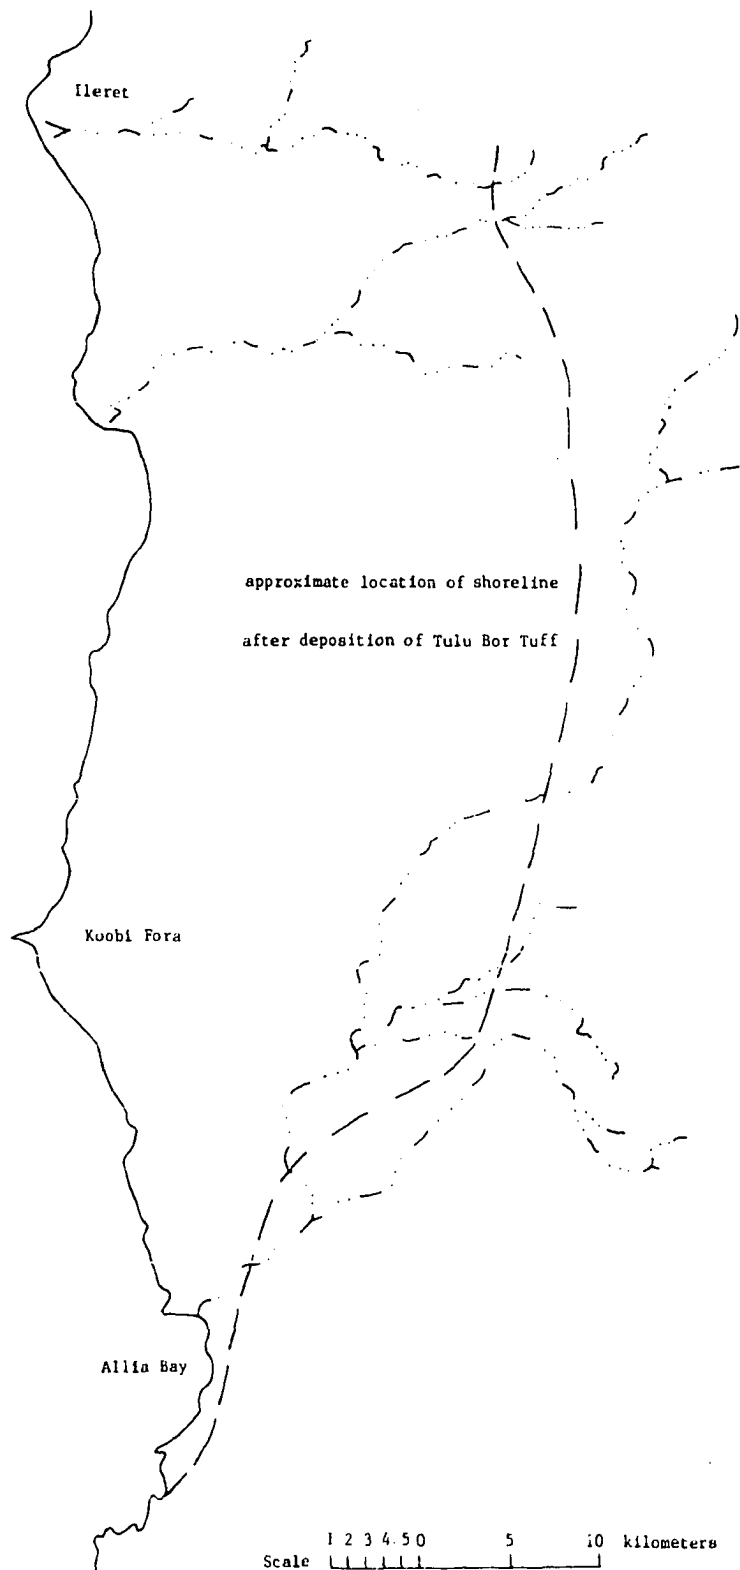 Ileret
approximate location of shoreline
after deposition of Tulu Bor Tuff
Koobi Fora
Allia Bay
1 2 3 4 5 0 5 10 kilometers
Scale